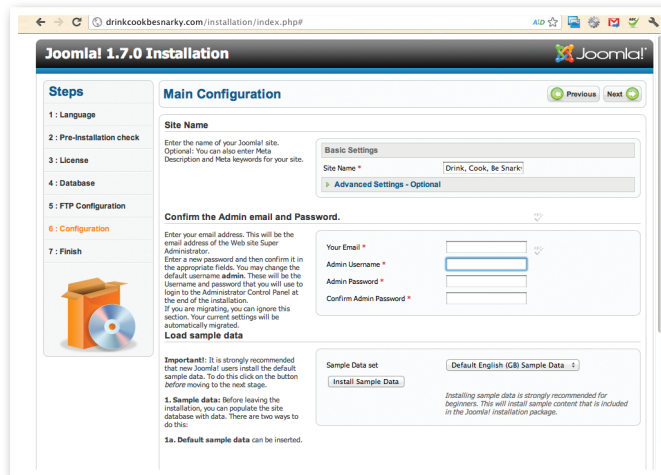 drinkcookbesnarky.com/installation/index.php#
Joomla! 1.7.0 Installation
Joomla!
Steps
1 : Language
2 : Pre-Installation check
3 : License
4 : Database
5 : FTP Configuration
6 : Configuration
7 : Finish
Main Configuration
Previous
Next
Site Name
Enter the name of your Joomla! site.
Optional: You can also enter Meta
Description and Meta keywords for your site.
Basic Settings
Site Name *
Drink, Cook, Be Snark
Advanced Settings - Optional
Confirm the Admin email and Password.
Enter your email address. This will be the
email address of the Web site Super
Administrator.
Enter a new password and then confirm it in
the appropriate fields. You may change the
default username admin. These will be the
Username and password that you will use to
login to the Administrator Control Panel at
the end of the installation.
If you are migrating, you can ignore this
section. Your current settings will be
automatically migrated.
Your Email *
Admin Username *
Admin Password *
Confirm Admin Password *
Load sample data
Important!: It is strongly recommended
that new Joomla! users install the default
sample data. To do this click on the button
before moving to the next stage.
1. Sample data: Before leaving the
installation, you can populate the site
database with data. There are two ways to
do this:
1a. Default sample data can be inserted.
Sample Data set
Default English (GB) Sample Data
Install Sample Data
Installing sample data is strongly recommended for
beginners. This will install sample content that is included
in the Joomla! installation package.